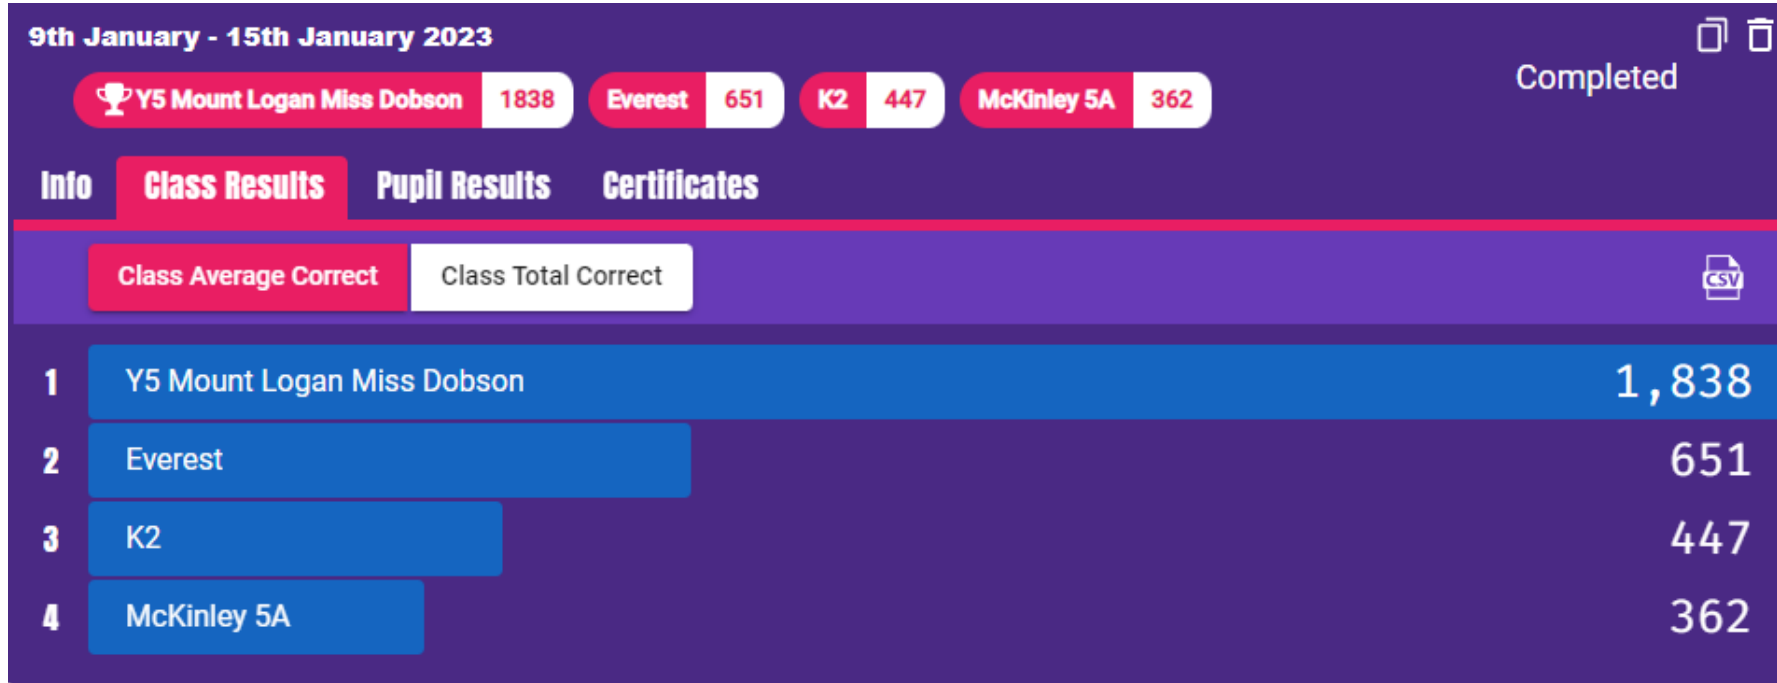 9th January - 15th January 2023
Completed
Y5 Mount Logan Miss Dobson 1838 Everest 651 K2 447 McKinley 5A 362
Info Class Results Pupil Results Certificates
Class Average Correct Class Total Correct CSV
1 Y5 Mount Logan Miss Dobson 1,838
2 Everest 651
3 K2 447
4 McKinley 5A 362